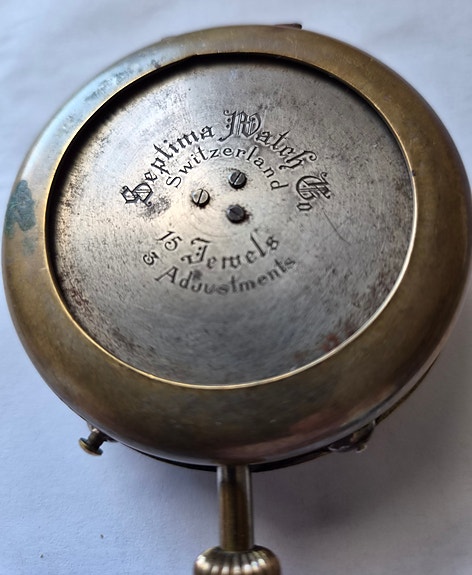 Septima Watch Co
Switzerland
15 Jewels
3 Adjustments